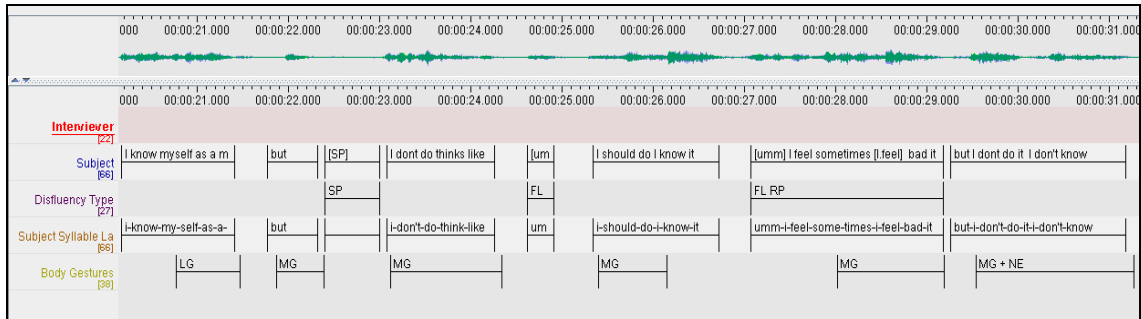 000 00:00:21.000 00:00:22.000 00:00:23.000 00:00:24.000 00:00:25.000 00:00:26.000 00:00:27.000 00:00:28.000 00:00:29.000 00:00:30.000 00:00:31.000
000 00:00:21.000 00:00:22.000 00:00:23.000 00:00:24.000 00:00:25.000 00:00:26.000 00:00:27.000 00:00:28.000 00:00:29.000 00:00:30.000 00:00:31.000
Interviever
[22]
Subject I know myself as a m but [SP] I dont do thinks like [um I should do I know it [umm] I feel sometimes [I.feel] bad it but I dont do it I don't know
[66]
Disfluency Type SP FL FL RP
[27]
Subject Syllable La i-know-my-self-as-a- but i-don't-do-think-like um i-should-do-i-know-it umm-i-feel-some-times-i-feel-bad-it but-i-don't-do-it-i-don't-know
[66]
Body Gestures LG MG MG MG MG MG + NE
[38]